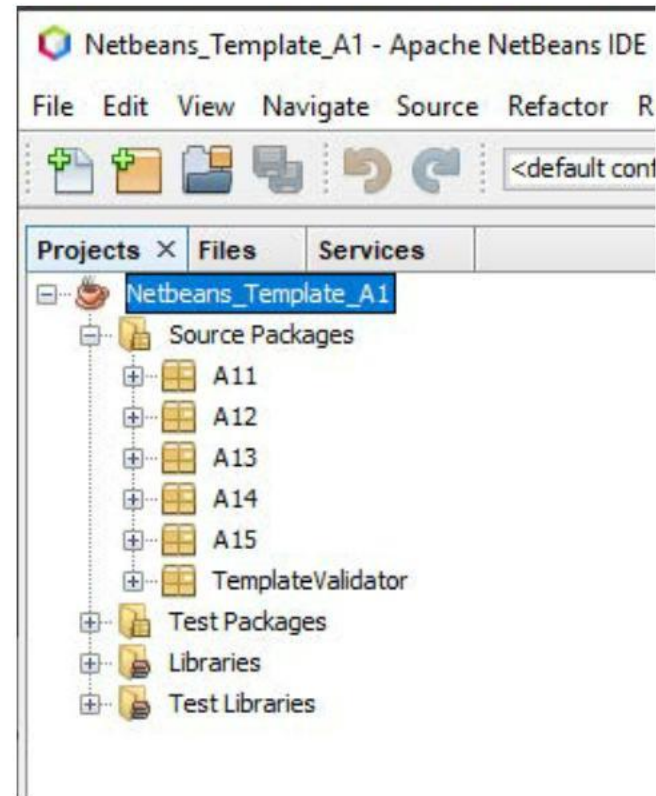 Netbeans_Template_A1 - Apache NetBeans IDE
File Edit View Navigate Source Refactor R
<default conf
Projects Files Services
Netbeans_Template_A1
Source Packages
A11
A12
A13
A14
A15
TemplateValidator
Test Packages
Libraries
Test Libraries